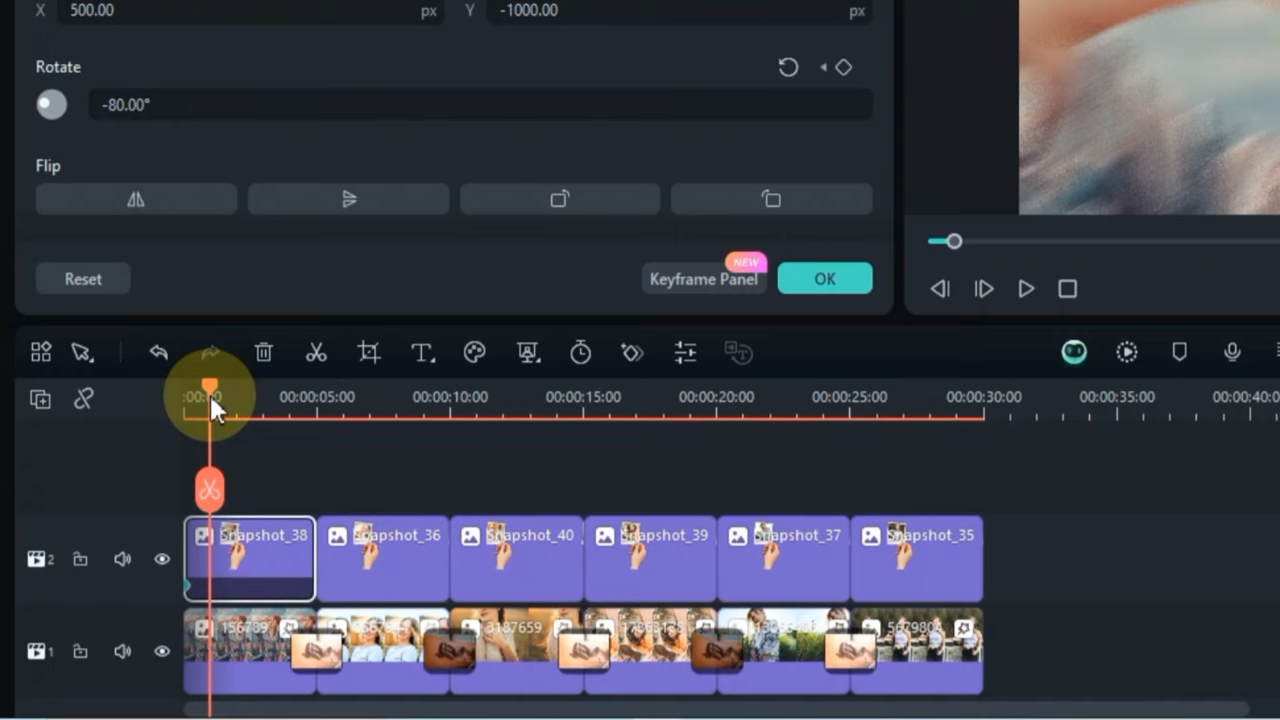 X 500.00 px Y -1000.00 px
Rotate
-80.00°
Flip
NEW
Reset Keyframe Panel OK
:00:00 00:00:05:00 00:00:10:00 00:00:15:00 00:00:20:00 00:00:25:00 00:00:30:00 00:00:35:00 00:00:40:0
Snapshot_38 Snapshot_36 Snapshot_40 Snapshot_39 Snapshot_37 Snapshot_35
2
156789 3187659
1